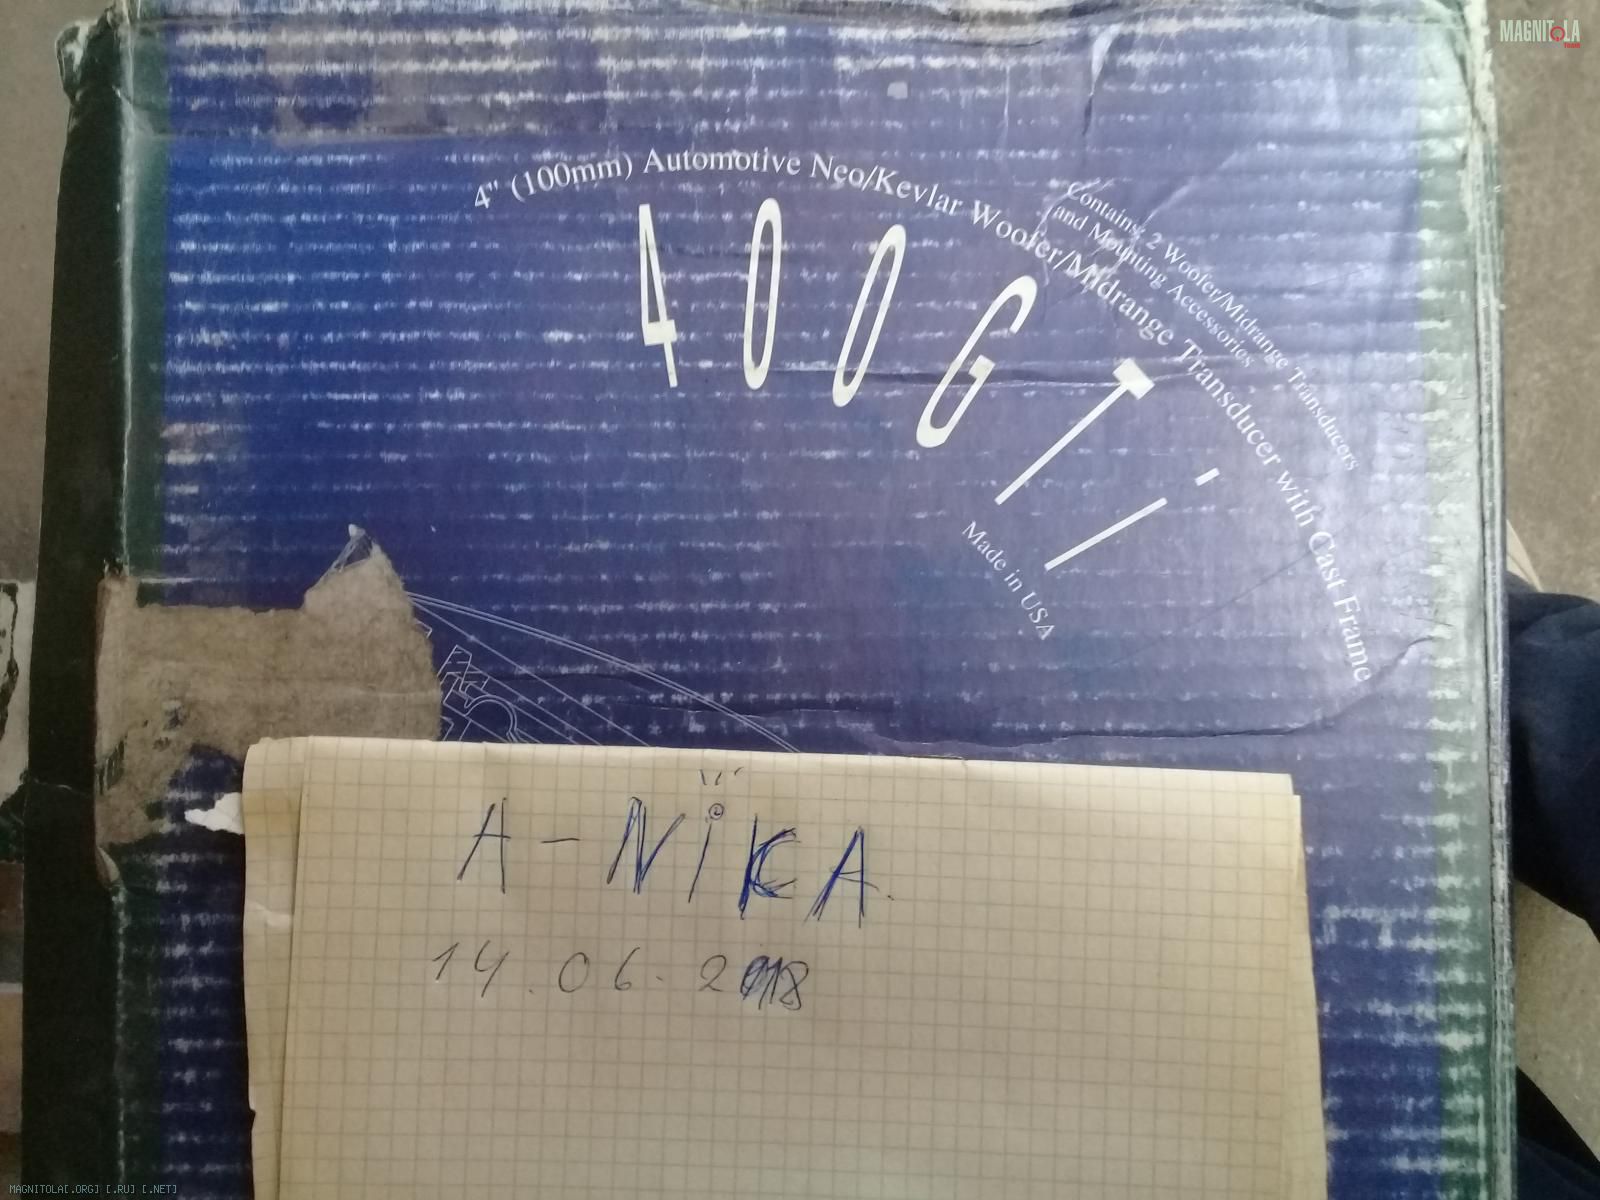 MAGNITOLA
Team
4" (100mm) Automotive Neo/Kevlar Woofer/Midrange Transducer with Cast Frame
Contains: 2 Woofer/Midrange Transducers
and Mounting Accessories
400GTi
Made in USA
A-NiKA
14.06.2018
MAGNITOLA[.ORG] [.RU] [.NET]